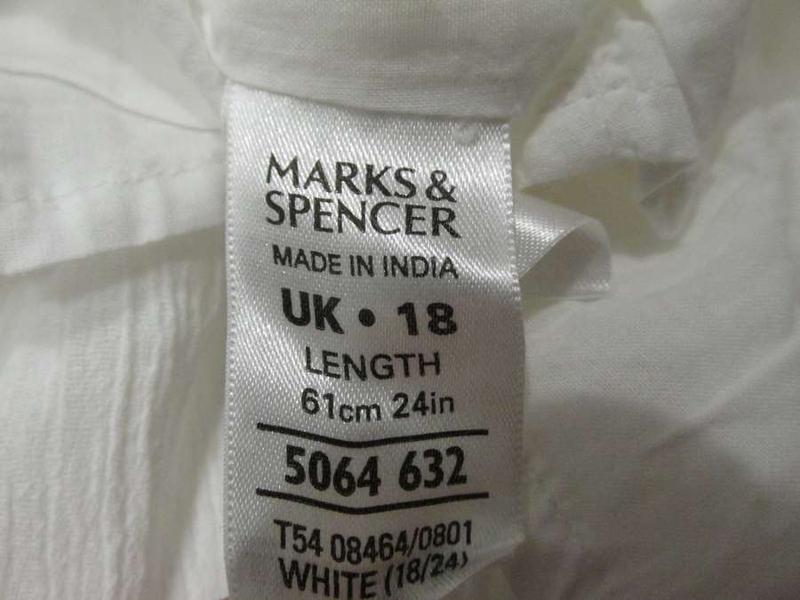 MARKS &
SPENCER
MADE IN INDIA
UK • 18
LENGTH
61cm 24in
5064 632
T54 08464/0801
WHITE (18/24)